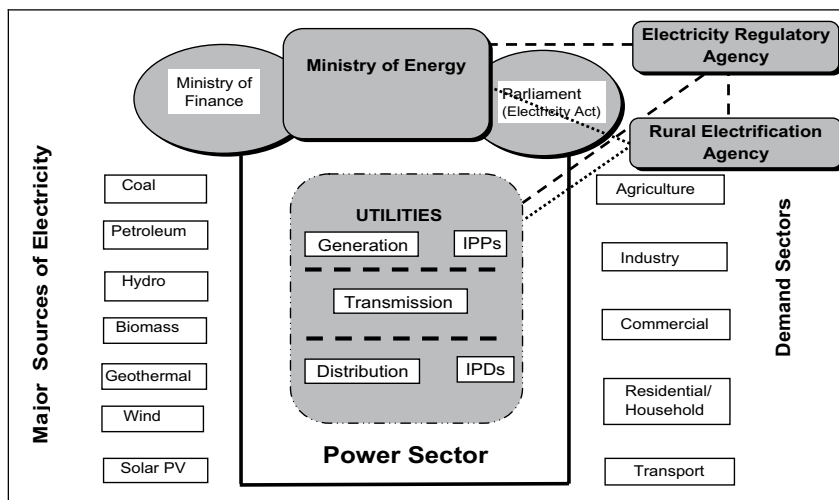 Ministry of
Finance
Ministry of Energy
Parliament
(Electricity Act)
Electricity Regulatory
Agency
Rural Electrification
Agency
Major Sources of Electricity
Coal
Petroleum
Hydro
Biomass
Geothermal
Wind
Solar PV
UTILITIES
Generation
IPPs
Transmission
Distribution
IPDs
Power Sector
Agriculture
Industry
Commercial
Residential/
Household
Transport
Demand Sectors